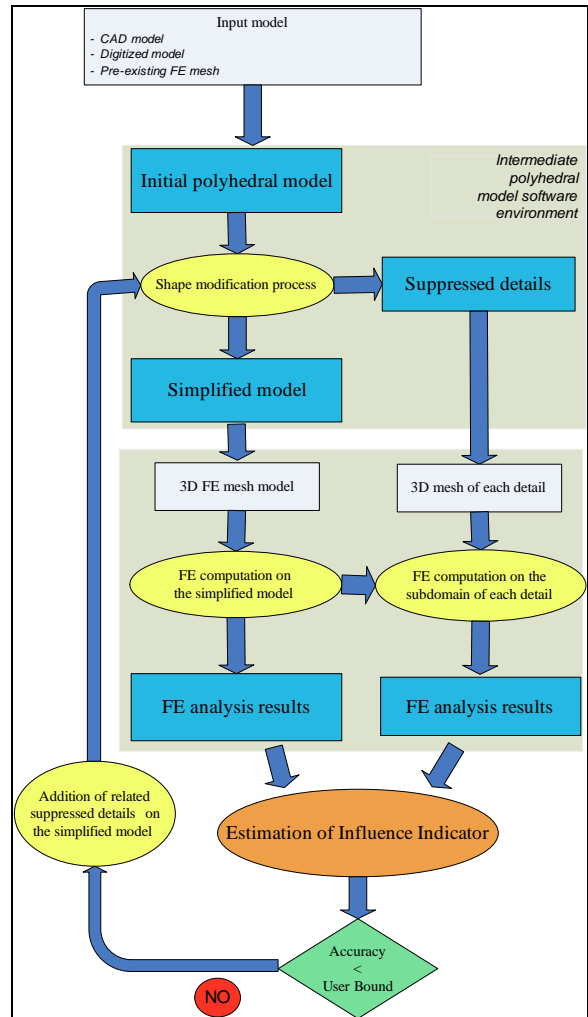 Input model
- CAD model
- Digitized model
- Pre-existing FE mesh
Initial polyhedral model
Intermediate
polyhedral
model software
environment
Shape modification process
Suppressed details
Simplified model
3D FE mesh model
3D mesh of each detail
FE computation on
the simplified model
FE computation on the
subdomain of each detail
FE analysis results
FE analysis results
Addition of related
suppressed details on
the simplified model
Estimation of Influence Indicator
Accuracy
<
User Bound
NO